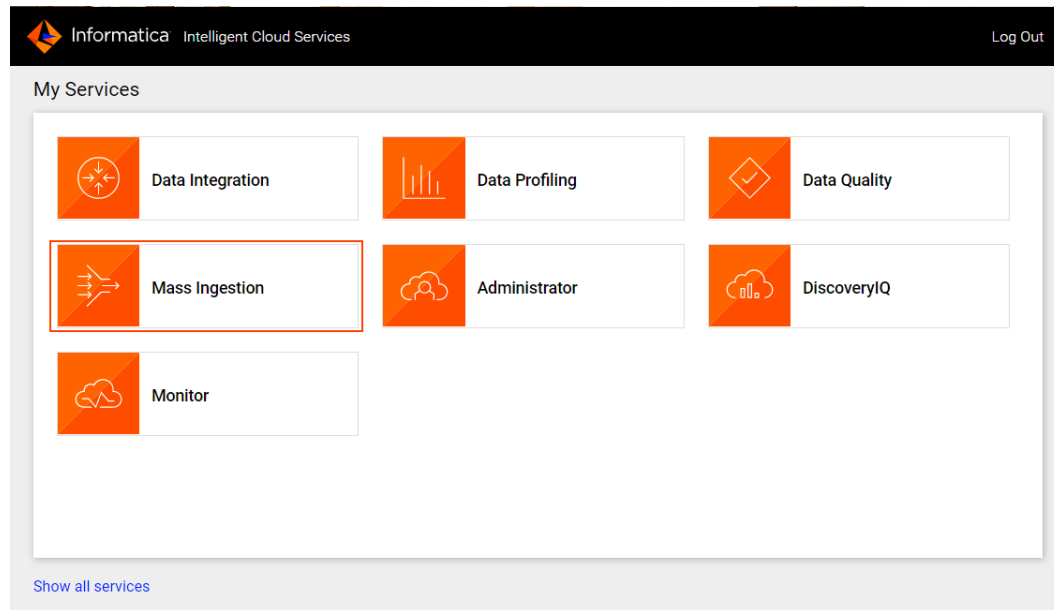 Informatica Intelligent Cloud Services
Log Out
My Services
Data Integration
Data Profiling
Data Quality
Mass Ingestion
Administrator
DiscoveryIQ
Monitor
Show all services